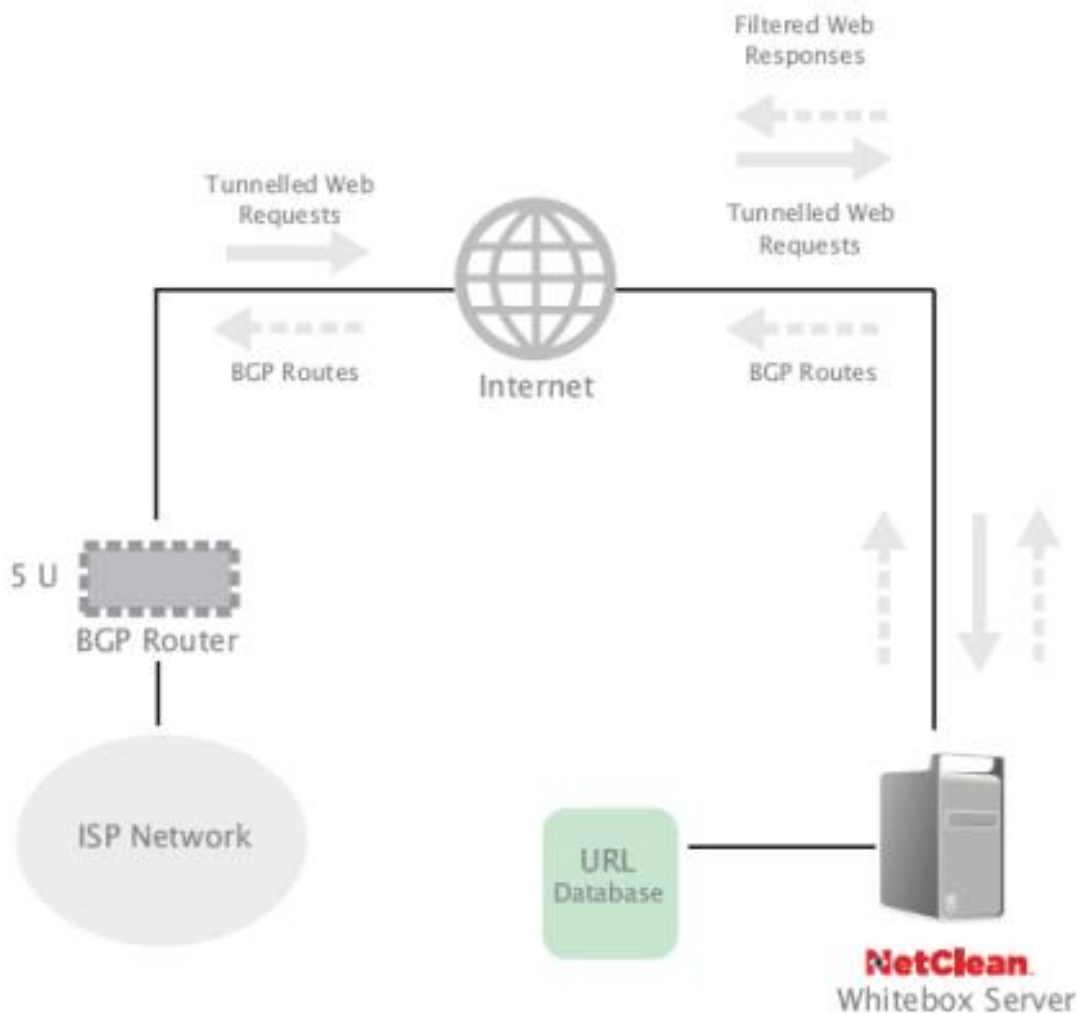 Filtered Web
Responses
Tunnelled Web
Requests
Tunnelled Web
Requests
BGP Routes
BGP Routes
Internet
5 U
BGP Router
ISP Network
URL
Database
NetClean
Whitebox Server